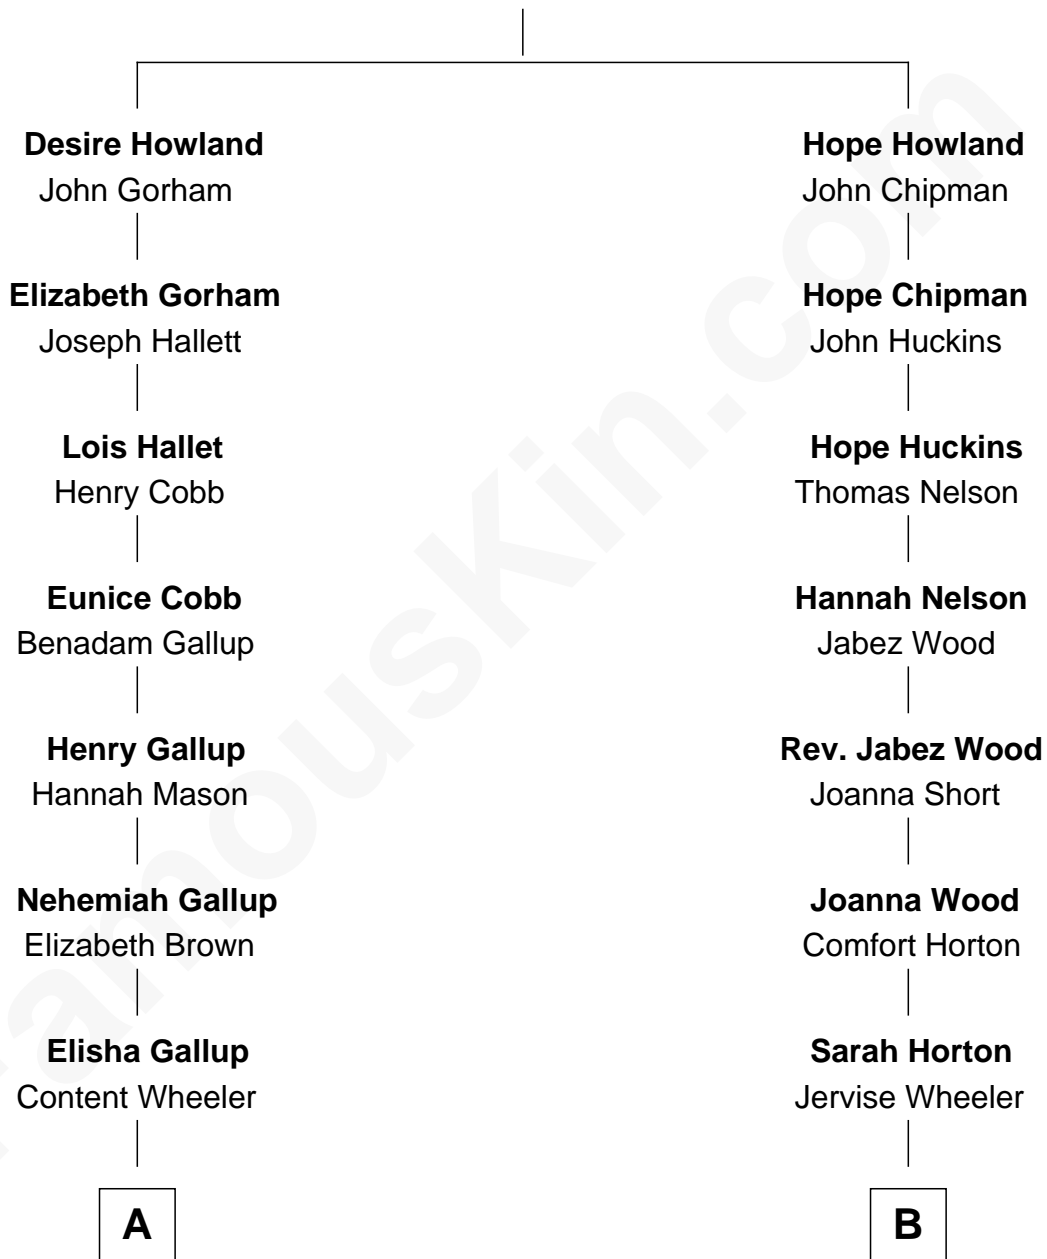 Desire Howland
John Gorham
Hope Howland
John Chipman
Elizabeth Gorham
Joseph Hallett
Hope Chipman
John Huckins
Lois Hallet
Henry Cobb
Hope Huckins
Thomas Nelson
Eunice Cobb
Benadam Gallup
Hannah Nelson
Jabez Wood
Henry Gallup
Hannah Mason
Rev. Jabez Wood
Joanna Short
Nehemiah Gallup
Elizabeth Brown
Joanna Wood
Comfort Horton
Elisha Gallup
Content Wheeler
Sarah Horton
Jervise Wheeler
A
B
FamousKin.com